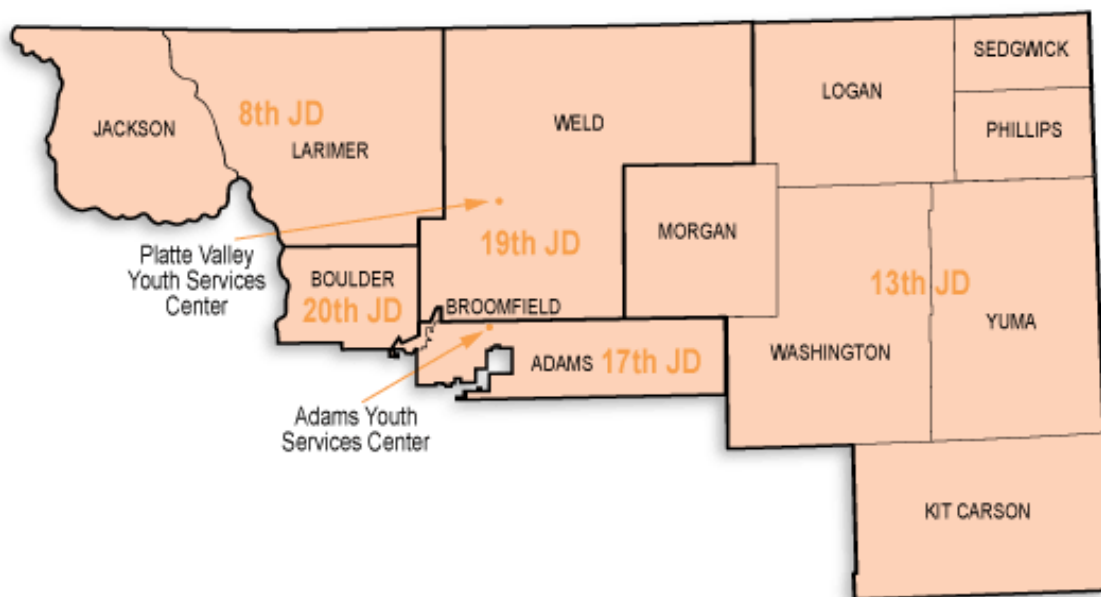 SEDGWICK
LOGAN
8th JD
WELD
JACKSON
PHILLIPS
LARIMER
Platte Valley
Youth Services
Center
19th JD
MORGAN
BOULDER
20th JD
13th JD
BROOMFIELD
YUMA
WASHINGTON
ADAMS 17th JD
Adams Youth
Services Center
KIT CARSON